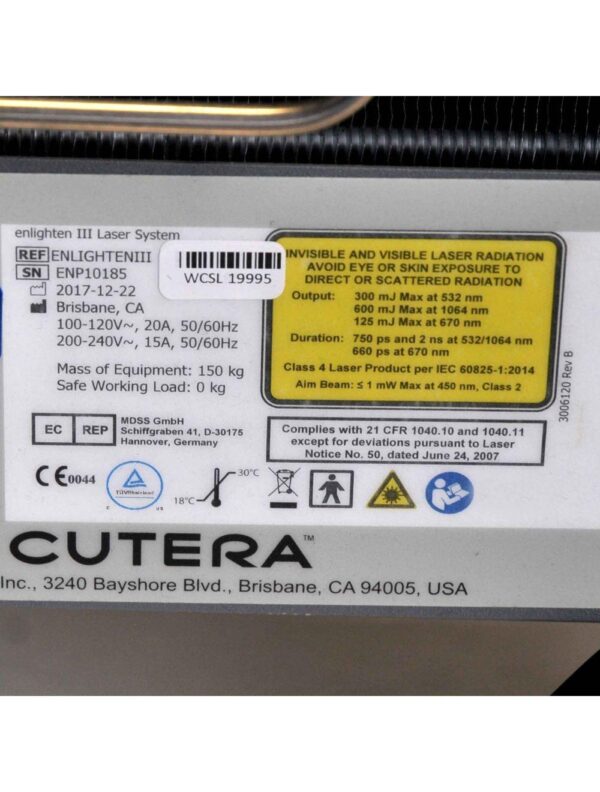 enlighten III Laser System
REF ENLIGHTENIII
SN ENP10185
2017-12-22
Brisbane, CA
100-120V~, 20A, 50/60Hz
200-240V~, 15A, 50/60Hz
Mass of Equipment: 150 kg
Safe Working Load: 0 kg
WCSL 19995
INVISIBLE AND VISIBLE LASER RADIATION
AVOID EYE OR SKIN EXPOSURE TO
DIRECT OR SCATTERED RADIATION
Output: 300 mJ Max at 532 nm
600 mJ Max at 1064 nm
125 mJ Max at 670 nm
Duration: 750 ps and 2 ns at 532/1064 nm
660 ps at 670 nm
Class 4 Laser Product per IEC 60825-1:2014
Aim Beam: ≤ 1 mW Max at 450 nm, Class 2
3006120 Rev B
EC REP
MDSS GmbH
Schiffgraben 41, D-30175
Hannover, Germany
Complies with 21 CFR 1040.10 and 1040.11
except for deviations pursuant to Laser
Notice No. 50, dated June 24, 2007
CE 0044
TÜVRheinland
C US
18°C 30°C
CUTERA™
Inc., 3240 Bayshore Blvd., Brisbane, CA 94005, USA